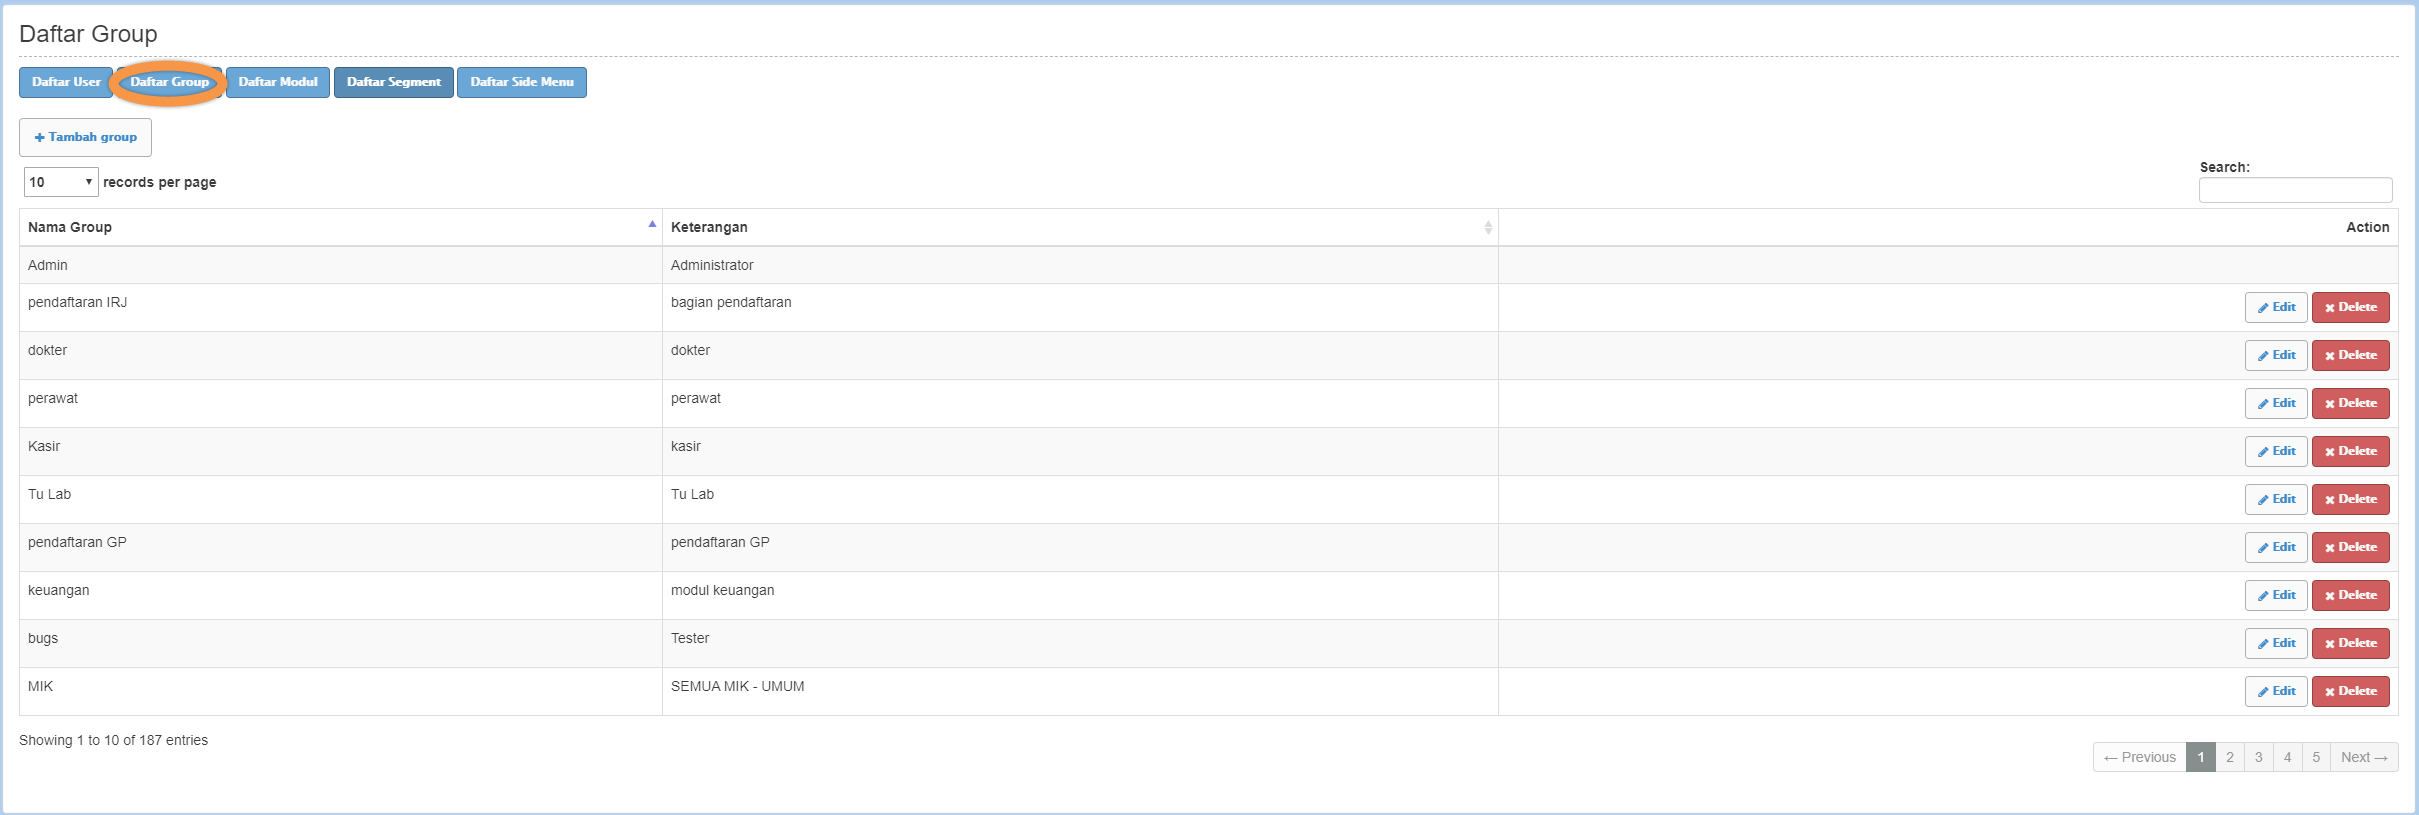 Daftar Group
Daftar User Daftar Group Daftar Modul Daftar Segment Daftar Side Menu
+ Tambah group
10 records per page
Search:
Nama Group Keterangan Action
Admin Administrator
pendaftaran IRJ bagian pendaftaran Edit Delete
dokter dokter Edit Delete
perawat perawat Edit Delete
Kasir kasir Edit Delete
Tu Lab Tu Lab Edit Delete
pendaftaran GP pendaftaran GP Edit Delete
keuangan modul keuangan Edit Delete
bugs Tester Edit Delete
MIK SEMUA MIK - UMUM Edit Delete
Showing 1 to 10 of 187 entries
← Previous 1 2 3 4 5 Next →